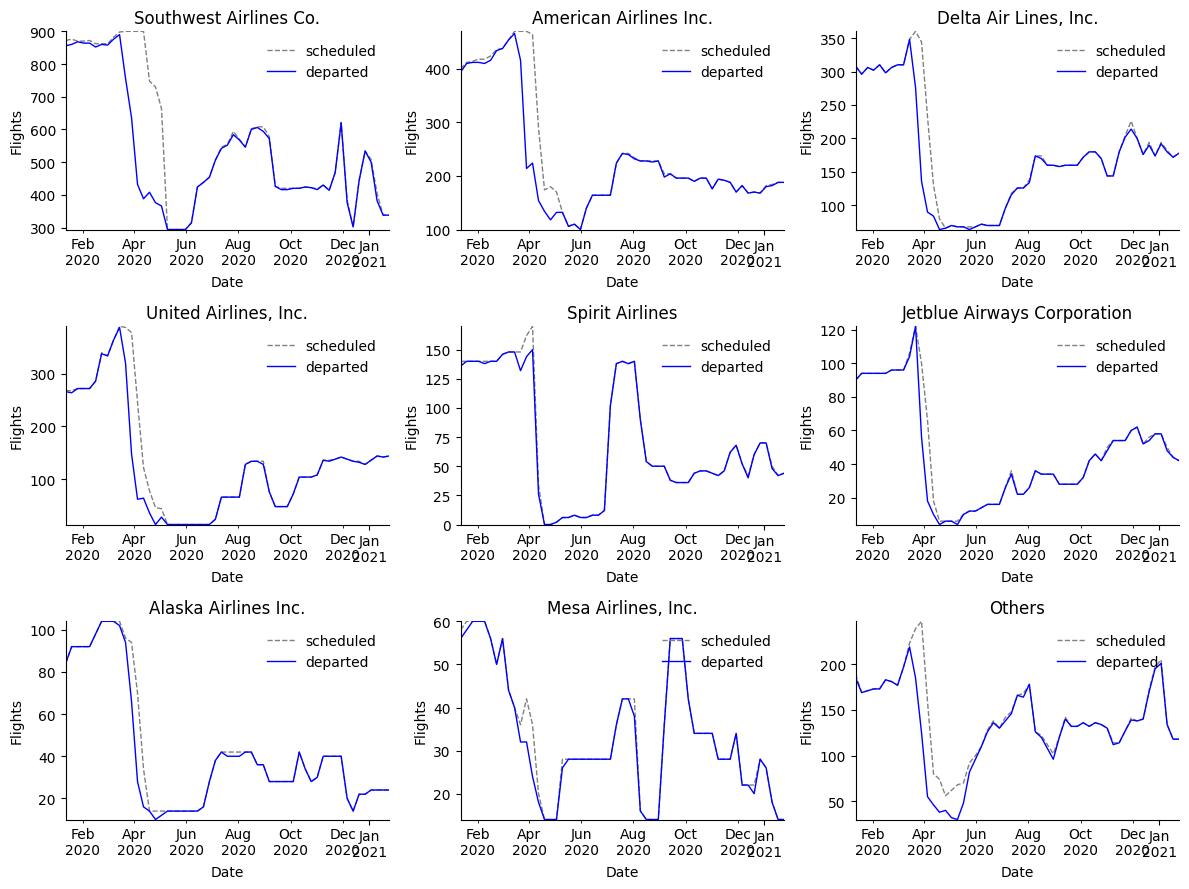 Southwest Airlines Co.
900
800
700
600
500
400
300
Flights
scheduled
departed
Feb Apr Jun Aug Oct Dec Jan
2020 2020 2020 2020 2020 2020 2021
Date
American Airlines Inc.
400
300
200
100
Flights
scheduled
departed
Feb Apr Jun Aug Oct Dec Jan
2020 2020 2020 2020 2020 2020 2021
Date
Delta Air Lines, Inc.
350
300
250
200
150
100
Flights
scheduled
departed
Feb Apr Jun Aug Oct Dec Jan
2020 2020 2020 2020 2020 2020 2021
Date
United Airlines, Inc.
300
200
100
Flights
scheduled
departed
Feb Apr Jun Aug Oct Dec Jan
2020 2020 2020 2020 2020 2020 2021
Date
Spirit Airlines
150
125
100
75
50
25
0
Flights
scheduled
departed
Feb Apr Jun Aug Oct Dec Jan
2020 2020 2020 2020 2020 2020 2021
Date
Jetblue Airways Corporation
120
100
80
60
40
20
Flights
scheduled
departed
Feb Apr Jun Aug Oct Dec Jan
2020 2020 2020 2020 2020 2020 2021
Date
Alaska Airlines Inc.
100
80
60
40
20
Flights
scheduled
departed
Feb Apr Jun Aug Oct Dec Jan
2020 2020 2020 2020 2020 2020 2021
Date
Mesa Airlines, Inc.
60
50
40
30
20
Flights
scheduled
departed
Feb Apr Jun Aug Oct Dec Jan
2020 2020 2020 2020 2020 2020 2021
Date
Others
200
150
100
50
Flights
scheduled
departed
Feb Apr Jun Aug Oct Dec Jan
2020 2020 2020 2020 2020 2020 2021
Date